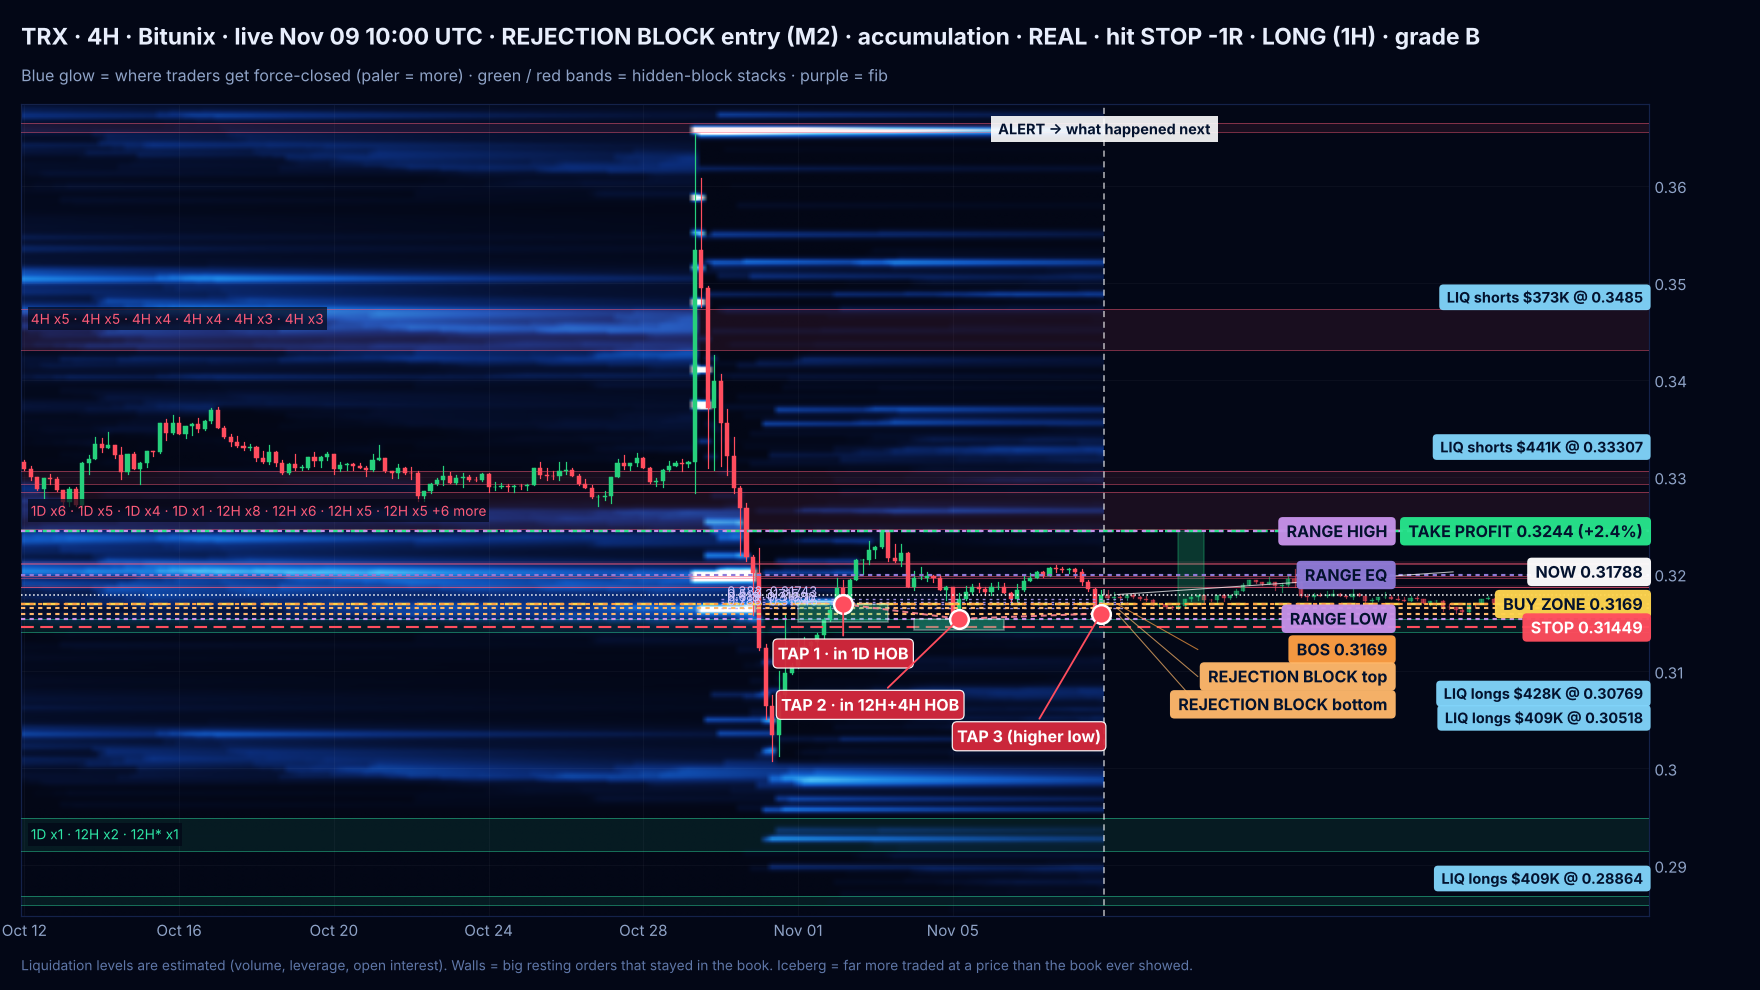 TRX · 4H · Bitunix · live Nov 09 10:00 UTC · REJECTION BLOCK entry (M2) · accumulation · REAL · hit STOP -1R · LONG (1H) · grade B
Blue glow = where traders get force-closed (paler = more) · green / red bands = hidden-block stacks · purple = fib
ALERT → what happened next
0.36
0.35
LIQ shorts $373K @ 0.3485
4H x5 · 4H x5 · 4H x4 · 4H x4 · 4H x3 · 4H x3
0.34
LIQ shorts $441K @ 0.33307
0.33
1D x6 · 1D x5 · 1D x4 · 1D x1 · 12H x8 · 12H x6 · 12H x5 · 12H x5 +6 more
RANGE HIGH
TAKE PROFIT 0.3244 (+2.4%)
NOW 0.31788
RANGE EQ
0.32
BUY ZONE 0.3169
RANGE LOW
STOP 0.31449
BOS 0.3169
TAP 1 · in 1D HOB
REJECTION BLOCK top
0.31
LIQ longs $428K @ 0.30769
REJECTION BLOCK bottom
TAP 2 · in 12H+4H HOB
LIQ longs $409K @ 0.30518
TAP 3 (higher low)
0.3
1D x1 · 12H x2 · 12H* x1
0.29
LIQ longs $409K @ 0.28864
Oct 12
Oct 16
Oct 20
Oct 24
Oct 28
Nov 01
Nov 05
Liquidation levels are estimated (volume, leverage, open interest). Walls = big resting orders that stayed in the book. Iceberg = far more traded at a price than the book ever showed.